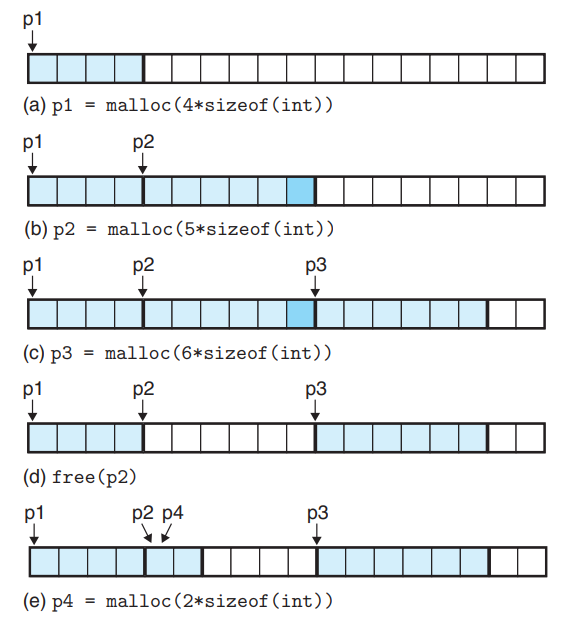 p1
(a) p1 = malloc(4*sizeof(int))
p1 p2
(b) p2 = malloc(5*sizeof(int))
p1 p2 p3
(c) p3 = malloc(6*sizeof(int))
p1 p2 p3
(d) free(p2)
p1 p2 p4 p3
(e) p4 = malloc(2*sizeof(int))